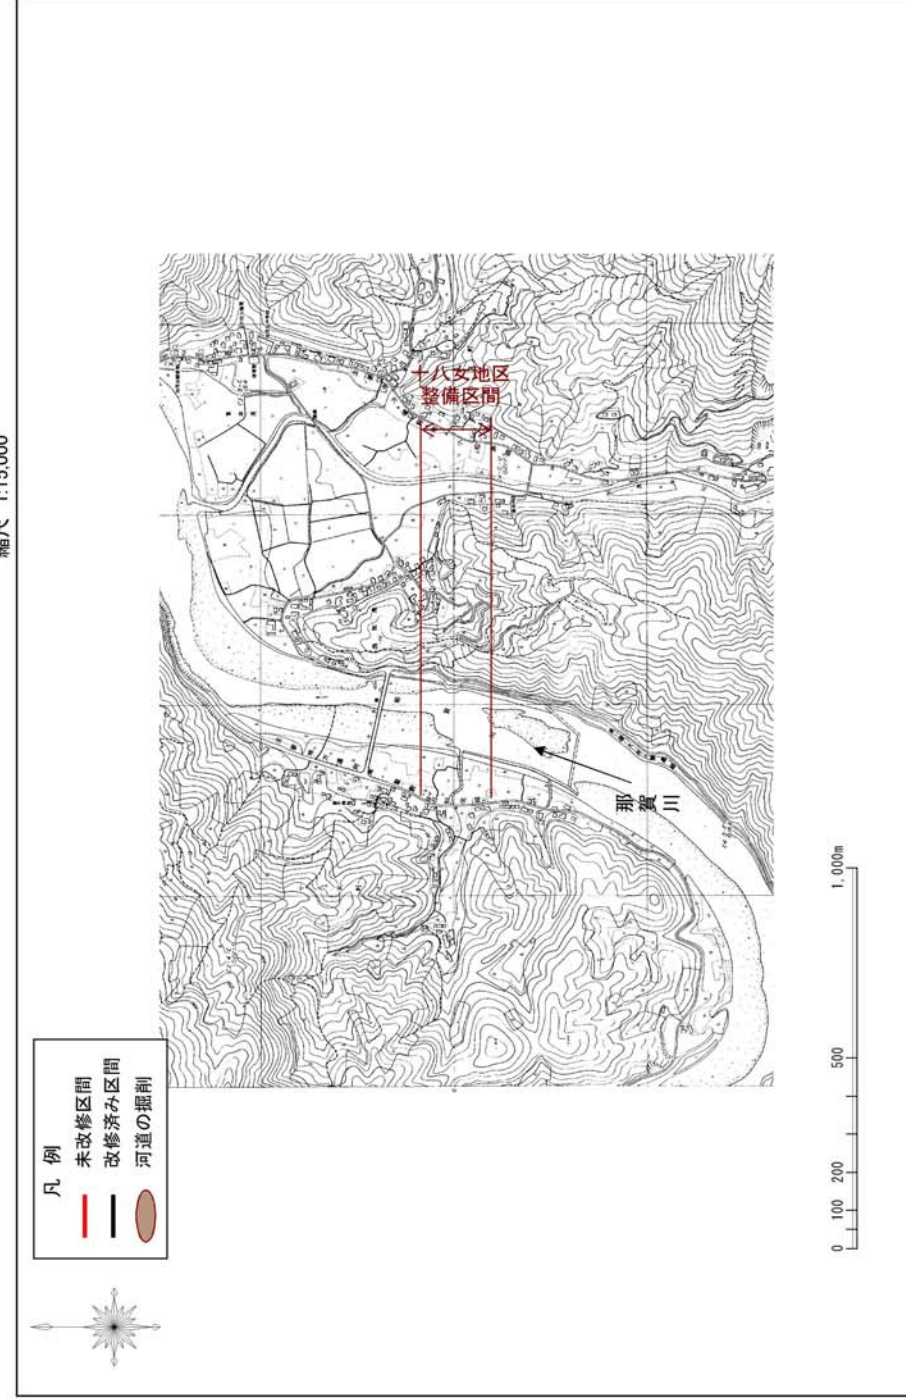 縮尺 1:15,000
十八女地区
整備区間
那賀川
凡 例
未改修区間
改修済み区間
河道の掘削
0 100 200 500 1,000m